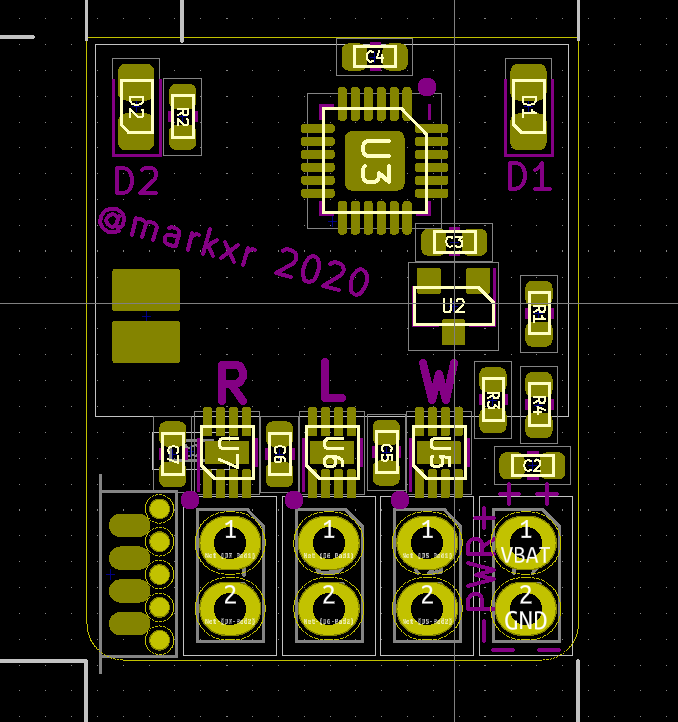 C4
D2
R2
U3
D1
D2
D1
@markxr 2020
C3
U2
R1
R L W
R3
R4
C7
U7
C6
U6
C5
U5
C2
+ +
1
1
1
1
VBAT
-PWR+
2
2
2
2
GND